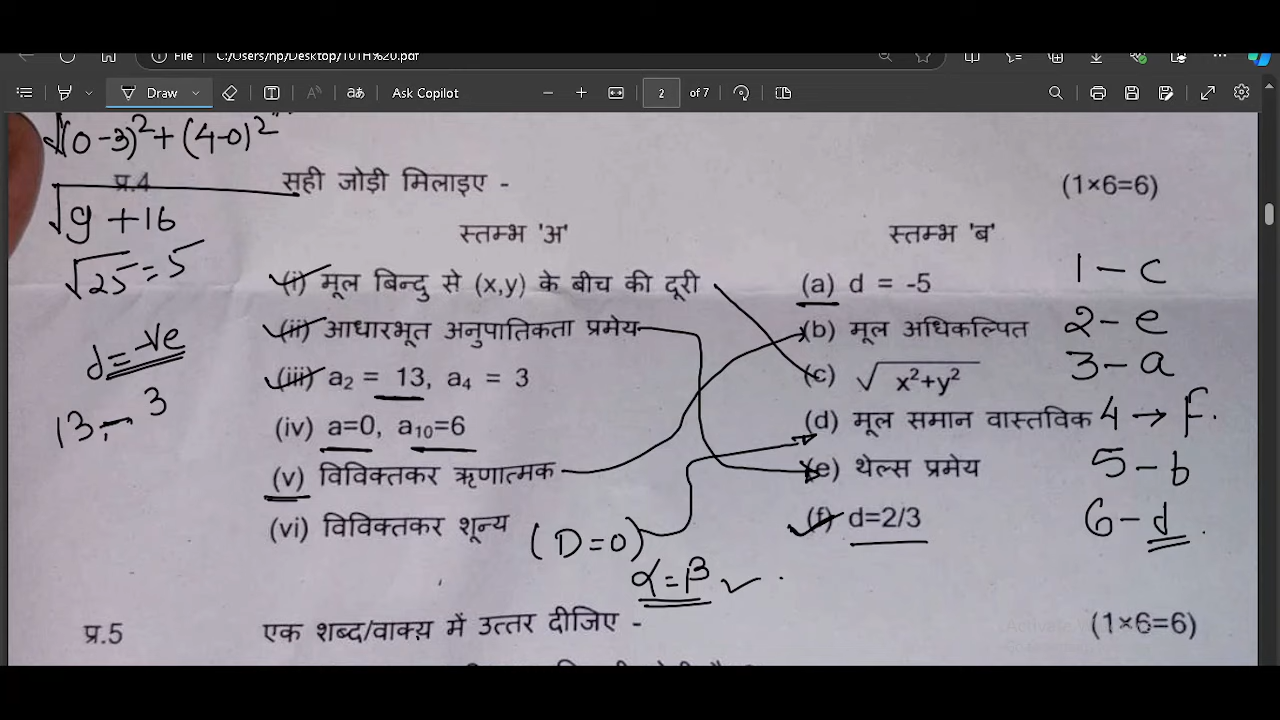 File C:/Users/np/Desktop/10TH%20.pdf
Draw Ask Copilot 2 of 7
√(0-3)²+(4-0)²
प्र.4 सही जोड़ी मिलाइए - (1×6=6)
√9+16
स्तम्भ 'अ' स्तम्भ 'ब'
√25=5
(i) मूल बिन्दु से (x,y) के बीच की दूरी (a) d = -5 1 - c
(ii) आधारभूत अनुपातिकता प्रमेय (b) मूल अधिकल्पित 2 - e
d=-ve
(iii) a₂ = 13, a₄ = 3 (c) √x²+y² 3 - a
13, - 3
(iv) a=0, a₁₀=6 (d) मूल समान वास्तविक 4 → F.
(v) विविक्तकर ऋणात्मक (e) थेल्स प्रमेय 5 - b
(vi) विविक्तकर शून्य (D=0) (f) d=2/3 6 - d
α=β ✓
प्र.5 एक शब्द/वाक्य में उत्तर दीजिए - (1×6=6)